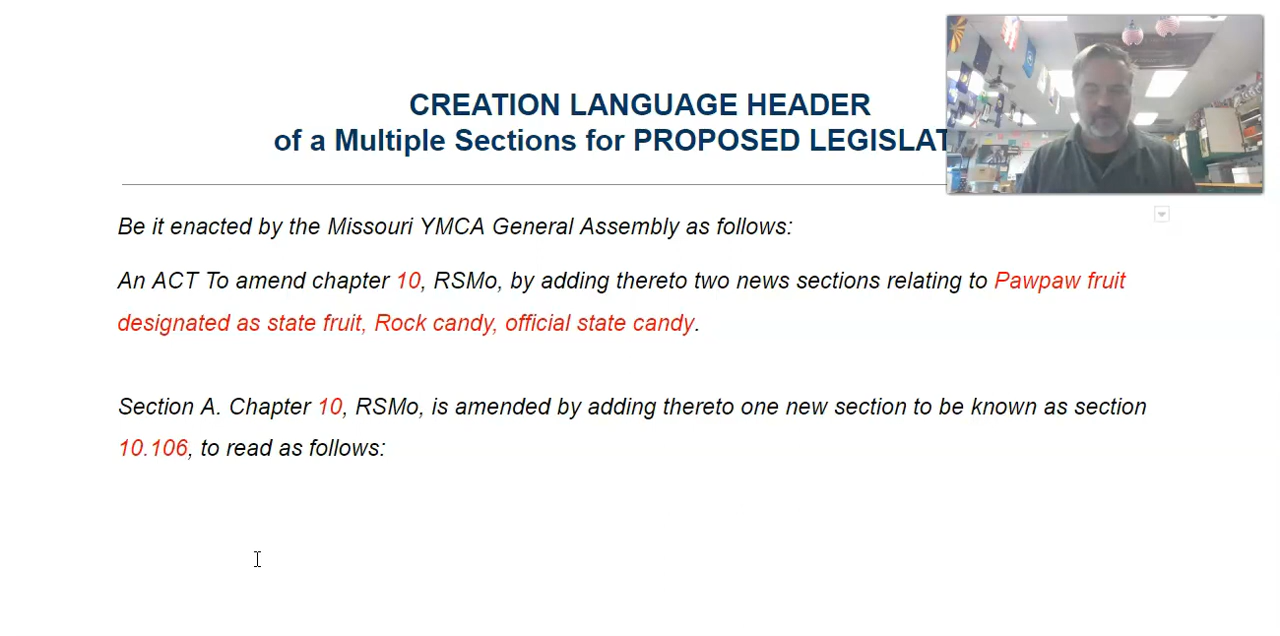 CREATION LANGUAGE HEADER
of a Multiple Sections for PROPOSED LEGISLAT
Be it enacted by the Missouri YMCA General Assembly as follows:
An ACT To amend chapter 10, RSMo, by adding thereto two news sections relating to Pawpaw fruit
designated as state fruit, Rock candy, official state candy.
Section A. Chapter 10, RSMo, is amended by adding thereto one new section to be known as section
10.106, to read as follows: